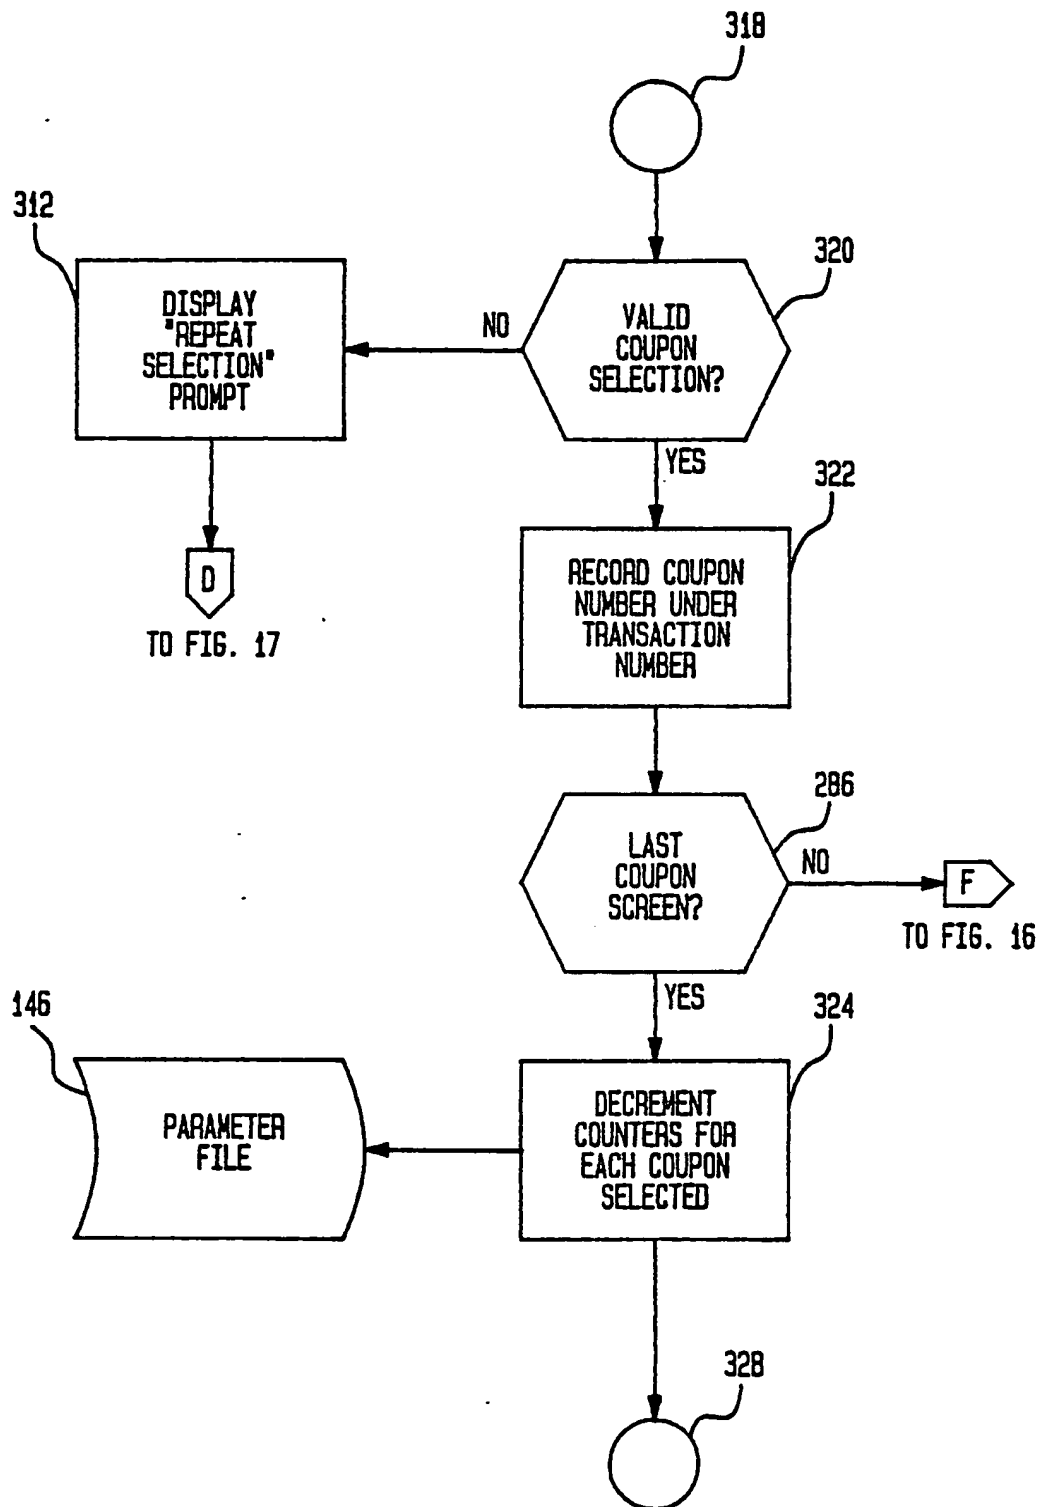 318
312
320
DISPLAY
"REPEAT
SELECTION"
PROMPT
NO
VALID
COUPON
SELECTION?
YES
322
D
TO FIG. 17
RECORD COUPON
NUMBER UNDER
TRANSACTION
NUMBER
286
LAST
COUPON
SCREEN?
NO
F
TO FIG. 16
YES
146
324
PARAMETER
FILE
DECREMENT
COUNTERS FOR
EACH COUPON
SELECTED
328